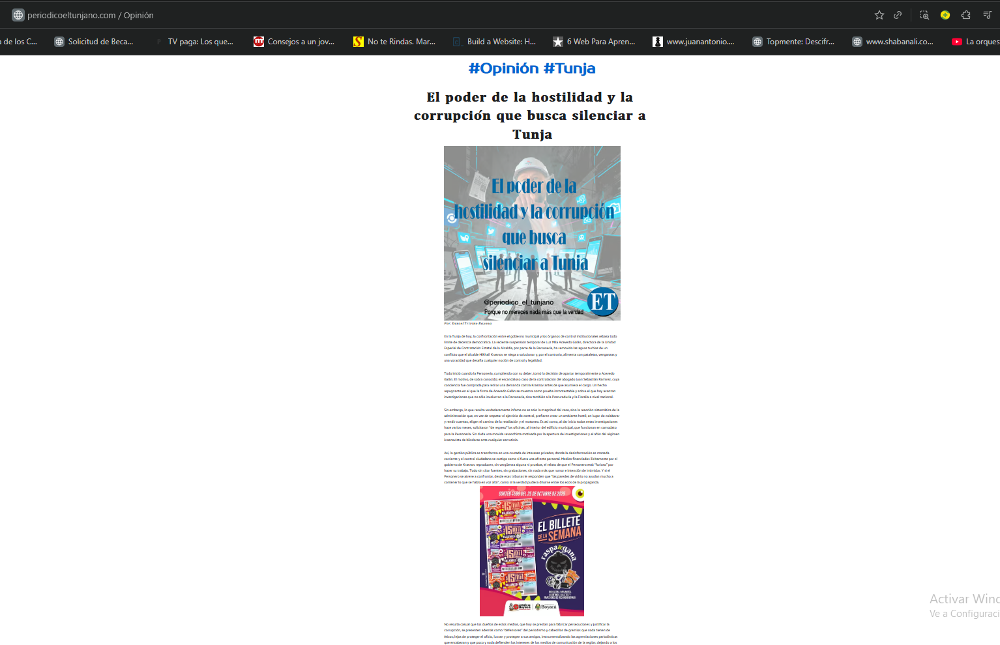 periodicoeltunjano.com / Opinión
a de los C...
Solicitud de Beca...
TV paga: Los que...
Consejos a un jov...
No te Rindas. Mar...
Build a Website: H...
6 Web Para Apren...
www.juanantonio....
Topmente: Descifr...
www.shabanali.co...
La orques
#Opinión #Tunja
El poder de la hostilidad y la
corrupción que busca silenciar a
Tunja
El poder de la
hostilidad y la corrupción
que busca
silenciar a Tunja
@periodico_el_tunjano
Porque no mereces nada más que la verdad
ET
Por: Daniel Triviño Bayona
En la Tunja de hoy, la confrontación entre el gobierno municipal y los órganos de control institucionales rebasa todo
límite de decencia democrática. La reciente suspensión temporal de Luz Mila Acevedo Galán, directora de la Unidad
Especial de Contratación Estatal de la Alcaldía, por parte de la Personería, ha removido las aguas turbias de un
conflicto que el alcalde Mikhail Krasnov se niega a solucionar y, por el contrario, alimenta con pataletas, venganzas y
una voracidad que desafía cualquier noción de control y legalidad.
Todo inició cuando la Personería, cumpliendo con su deber, tomó la decisión de apartar temporalmente a Acevedo
Galán. El motivo, de sobra conocido: el escandaloso caso de la contratación del abogado Juan Sebastián Ramírez, cuya
conciencia fue comprada para retirar una demanda contra Krasnov antes de que asumiera el cargo. Un hecho
repugnante en el que la firma de Acevedo Galán se muestra como prueba incontestable y sobre el que hoy avanzan
investigaciones que no sólo involucran a la Personería, sino también a la Procuraduría y la Fiscalía a nivel nacional.
Sin embargo, lo que resulta verdaderamente infame no es solo la magnitud del caso, sino la reacción sistemática de la
administración que, en vez de respetar el ejercicio de control, prefieren crear un ambiente hostil; en lugar de colaborar
y rendir cuentas, eligen el camino de la retaliación y el matoneo. Es así como, al dar inicio todas estas investigaciones
hace varios meses, solicitaron "de regreso" las oficinas, al interior del edificio municipal, que funcionan en comodato
para la Personería. Sin duda una movida revanchista motivada por la apertura de investigaciones y el afán del régimen
krasnovista de blindarse ante cualquier escrutinio.
Así, la gestión pública se transforma en una cruzada de intereses privados, donde la desinformación es moneda
corriente y el control ciudadano se castiga como si fuera una afrenta personal. Medios financiados ilícitamente por el
gobierno de Krasnov reproducen, sin vergüenza alguna ni pruebas, el relato de que el Personero está "furioso" por
hacer su trabajo. Todo sin citar fuentes, sin grabaciones, sin nada más que rumor e intención de intimidar. Y si el
Personero se atreve a confrontar, desde esas tribunas le responden que "las paredes de vidrio no ayudan mucho a
contener lo que se habla en voz alta", como si la verdad pudiera diluirse entre los ecos de la propaganda.
SORTEO 4589 DEL 25 DE OCTUBRE DE 2025
EL BILLETE
DE LA SEMANA
raspa&gana
Boyacá
Boyacá
No resulta casual que los dueños de estos medios, que hoy se prestan para fabricar persecuciones y justificar la
corrupción, se presenten además como "defensores" del periodismo y cabecillas de gremios que nada tienen de
éticos; lejos de proteger el oficio, lucran y protegen a sus amigos, instrumentalizando las agremiaciones periodísticas
que encabezan y que poco y nada defienden los intereses de los medios de comunicación de la región, dejando a los
Activar Wind
Ve a Configuraci